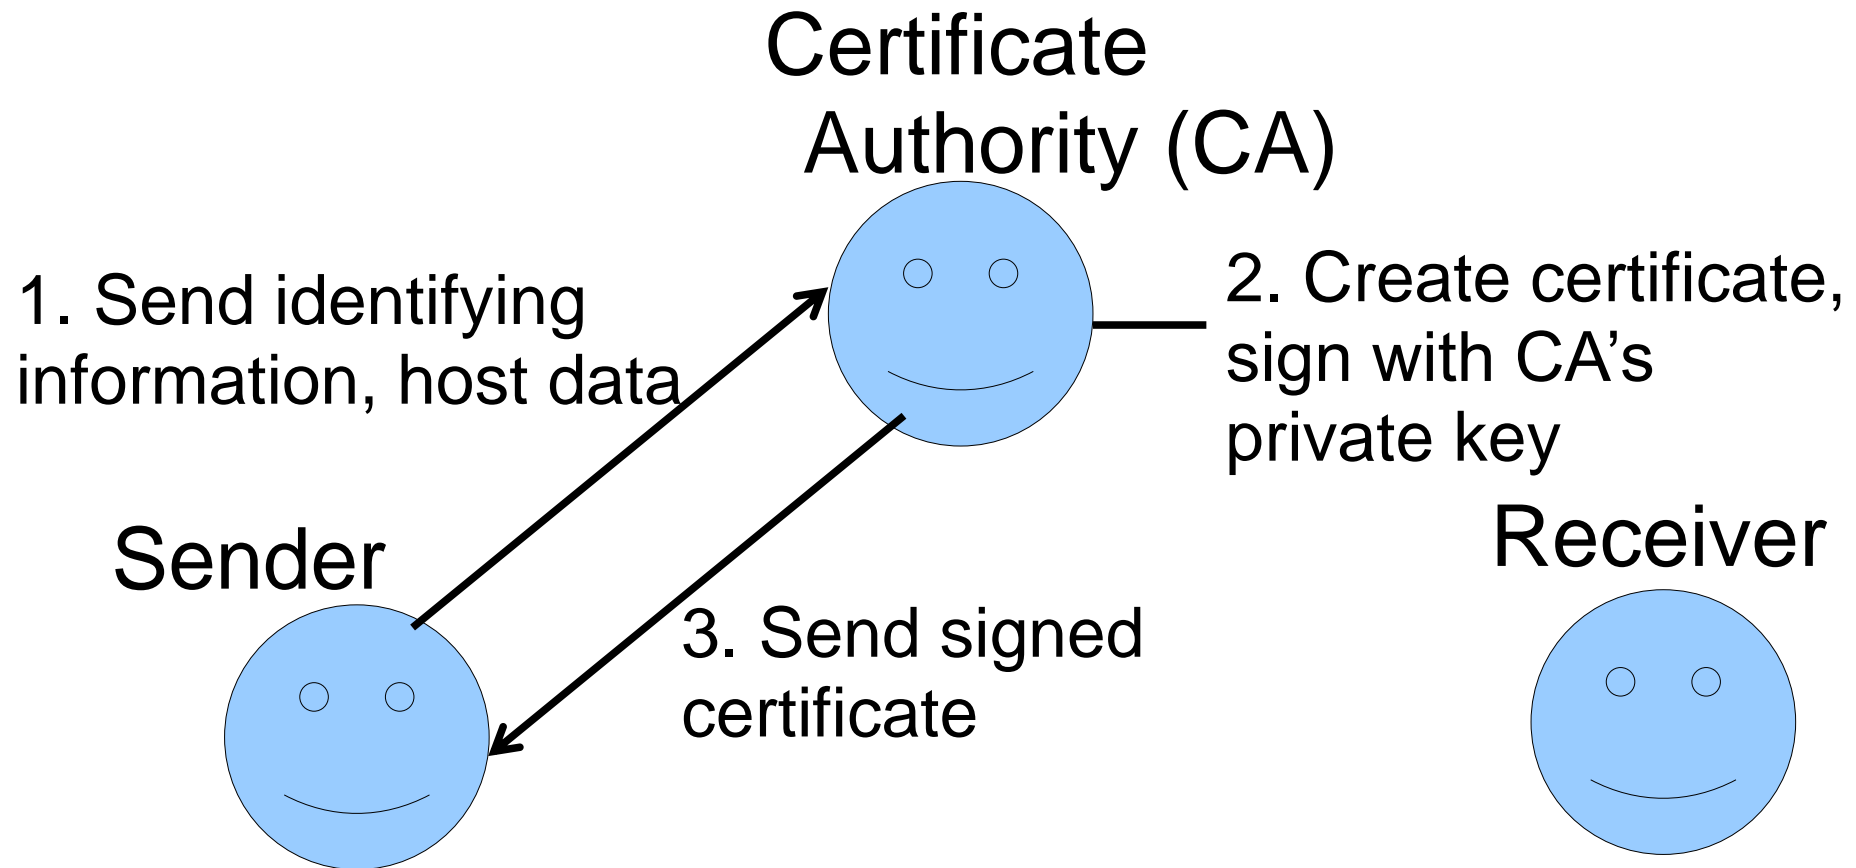 Certificate
Authority (CA)
1. Send identifying
information, host data
2. Create certificate,
sign with CA’s
private key
Sender
Receiver
3. Send signed
certificate